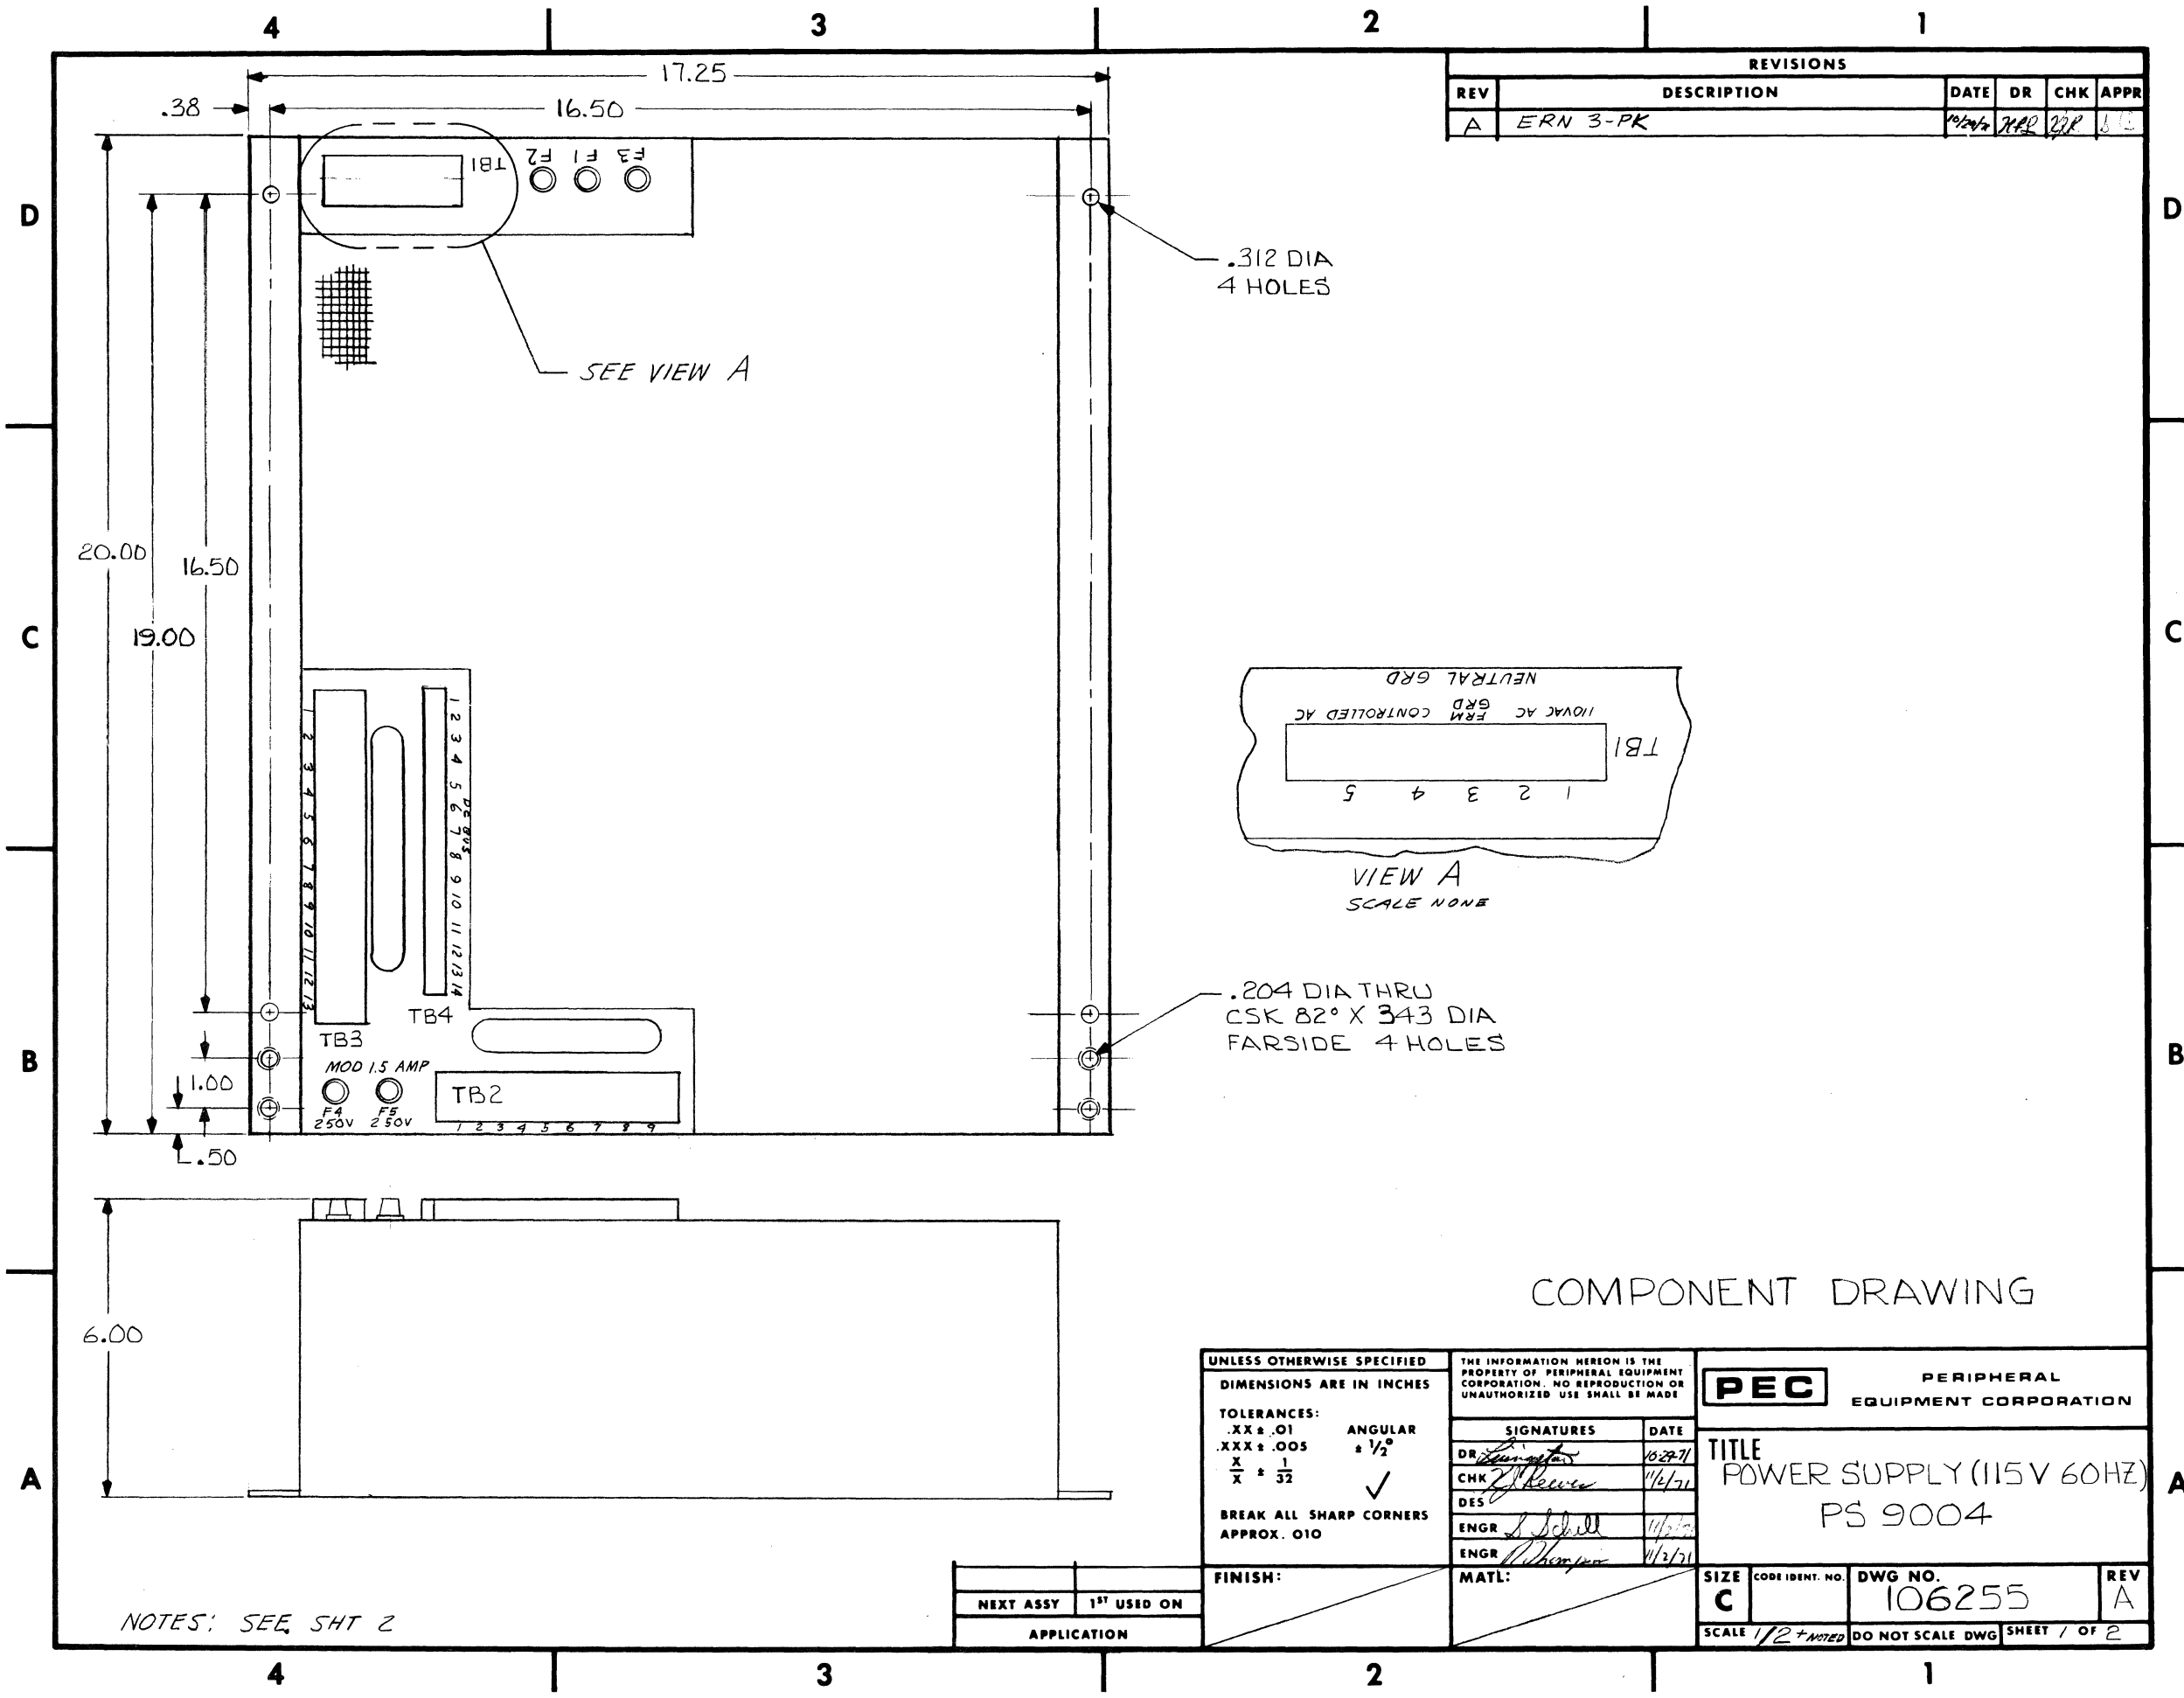 4 3 2 1
REVISIONS
REV DESCRIPTION DATE DR CHK APPR
A ERN 3-PK
17.25
.38
16.50
TB1 F2 F1 F3
D D
.312 DIA
4 HOLES
SEE VIEW A
20.00
16.50
19.00
C C
NEUTRAL GRD
110VAC AC FRM GRD CONTROLLED AC
TB1
1 2 3 4 5
VIEW A
SCALE NONE
1 2 3 4 5 6 7 8 9 10 11 12 13
1 2 3 4 5 6 7 8 9 10 11 12 13 14
DC BUS
TB4
TB3
.204 DIA THRU
CSK 82° X 343 DIA
FARSIDE 4 HOLES
B B
MOD 1.5 AMP
F4 F5
250V 250V
TB2
1 2 3 4 5 6 7 8 9
1.00
.50
6.00
COMPONENT DRAWING
A A
UNLESS OTHERWISE SPECIFIED
DIMENSIONS ARE IN INCHES
TOLERANCES:
.XX ± .01 ANGULAR
.XXX ± .005 ± 1/2°
X/X ± 1/32
BREAK ALL SHARP CORNERS
APPROX. 010
FINISH:
THE INFORMATION HEREON IS THE
PROPERTY OF PERIPHERAL EQUIPMENT
CORPORATION. NO REPRODUCTION OR
UNAUTHORIZED USE SHALL BE MADE
SIGNATURES DATE
DR 10-29-71
CHK
DES
ENGR S Schill
ENGR 11/2/71
MATL:
PEC
PERIPHERAL
EQUIPMENT CORPORATION
TITLE
POWER SUPPLY (115V 60HZ)
PS 9004
SIZE C
CODE IDENT. NO.
DWG NO. 106255
REV A
SCALE 1/2 + NOTED DO NOT SCALE DWG SHEET 1 OF 2
NEXT ASSY 1ST USED ON
APPLICATION
NOTES: SEE SHT 2
4 3 2 1